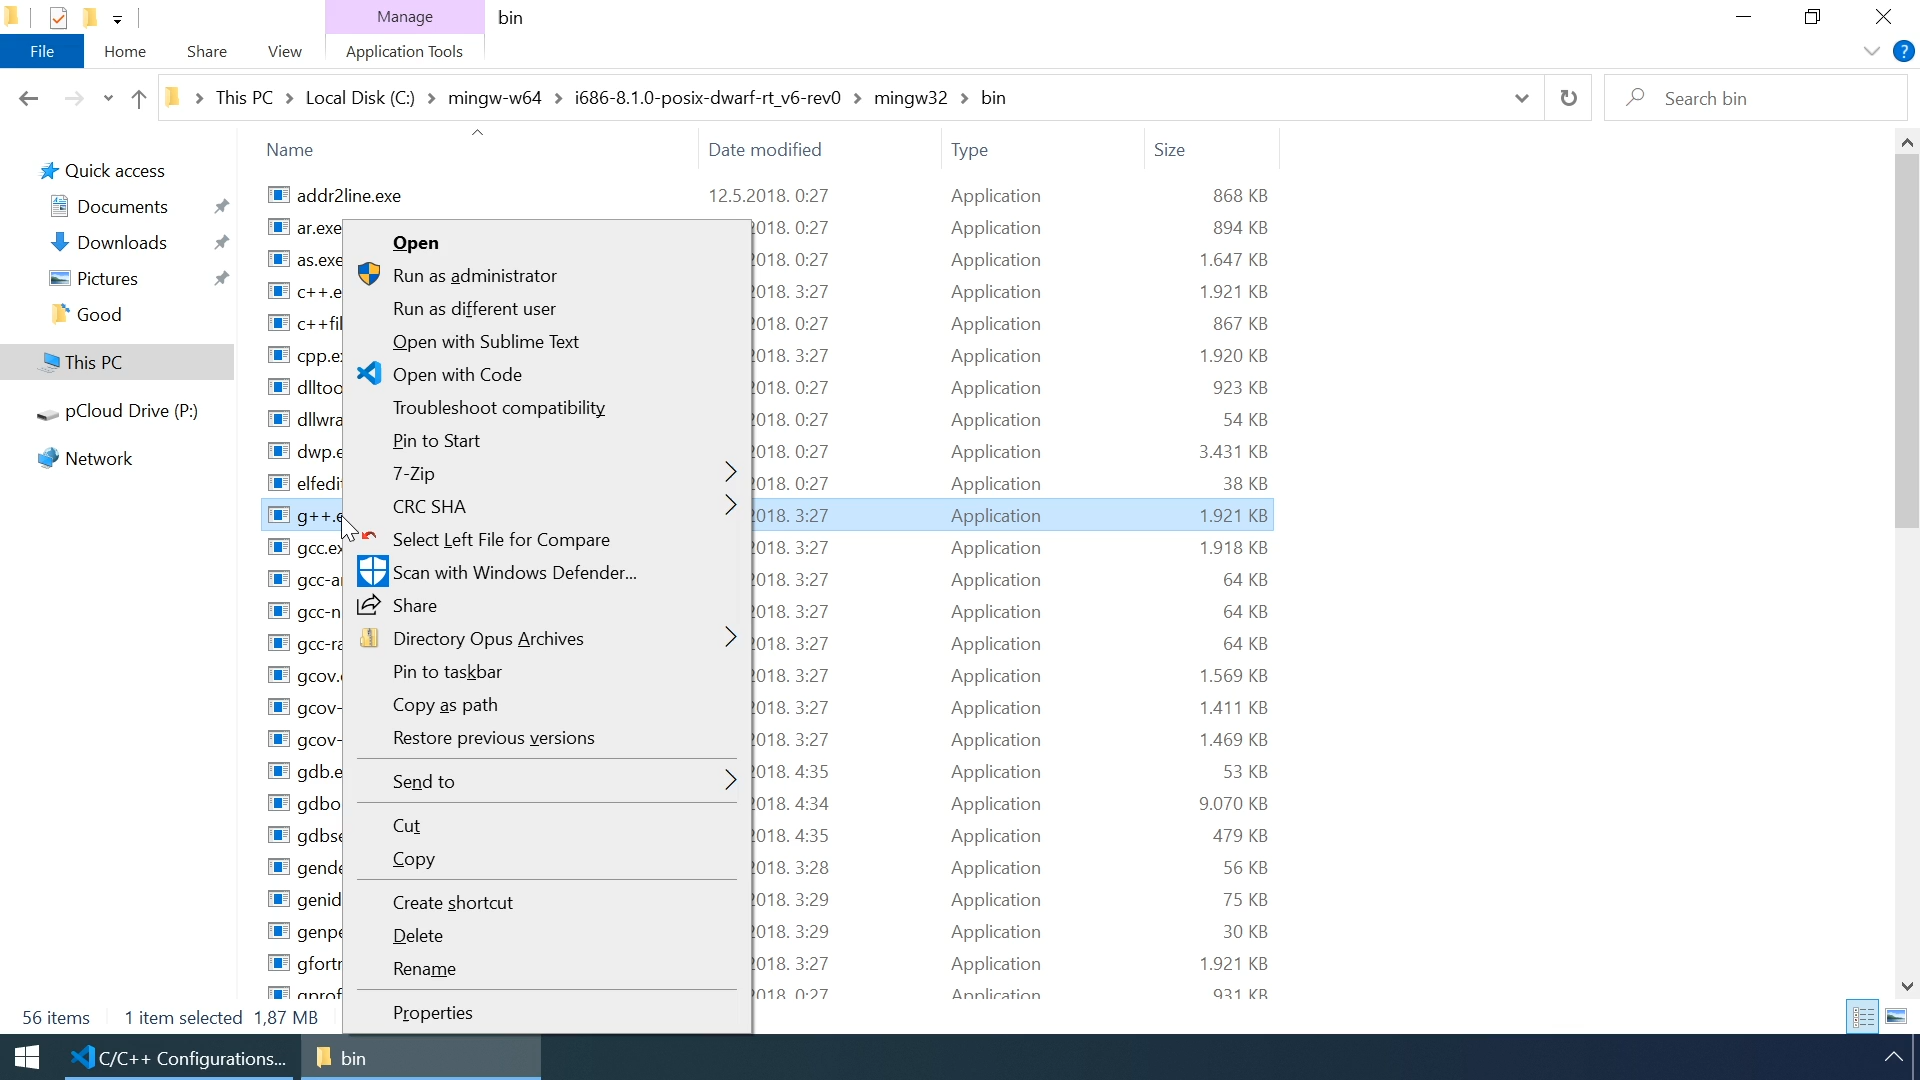 Manage
bin
File
Home
Share
View
Application Tools
?
This PC
Local Disk (C:)
mingw-w64
i686-8.1.0-posix-dwarf-rt_v6-rev0
mingw32
bin
Search bin
Name
Date modified
Type
Size
Quick access
Documents
Downloads
Pictures
Good
This PC
pCloud Drive (P:)
Network
addr2line.exe 12.5.2018. 0:27 Application 868 KB
ar.exe 2018. 0:27 Application 894 KB
as.exe 2018. 0:27 Application 1.647 KB
c++.e 2018. 3:27 Application 1.921 KB
c++fil 2018. 0:27 Application 867 KB
cpp.e 2018. 3:27 Application 1.920 KB
dlltoo 2018. 0:27 Application 923 KB
dllwra 2018. 0:27 Application 54 KB
dwp.e 2018. 0:27 Application 3.431 KB
elfedi 2018. 0:27 Application 38 KB
g++.e 2018. 3:27 Application 1.921 KB
gcc.ex 2018. 3:27 Application 1.918 KB
gcc-a 2018. 3:27 Application 64 KB
gcc-n 2018. 3:27 Application 64 KB
gcc-ra 2018. 3:27 Application 64 KB
gcov. 2018. 3:27 Application 1.569 KB
gcov- 2018. 3:27 Application 1.411 KB
gcov- 2018. 3:27 Application 1.469 KB
gdb.e 2018. 4:35 Application 53 KB
gdbo 2018. 4:34 Application 9.070 KB
gdbse 2018. 4:35 Application 479 KB
gende 2018. 3:28 Application 56 KB
genid 2018. 3:29 Application 75 KB
genpe 2018. 3:29 Application 30 KB
gfortr 2018. 3:27 Application 1.921 KB
gprof 2018. 0:27 Application 931 KB
Open
Run as administrator
Run as different user
Open with Sublime Text
Open with Code
Troubleshoot compatibility
Pin to Start
7-Zip
CRC SHA
Select Left File for Compare
Scan with Windows Defender...
Share
Directory Opus Archives
Pin to taskbar
Copy as path
Restore previous versions
Send to
Cut
Copy
Create shortcut
Delete
Rename
Properties
56 items
1 item selected 1,87 MB
C/C++ Configurations...
bin